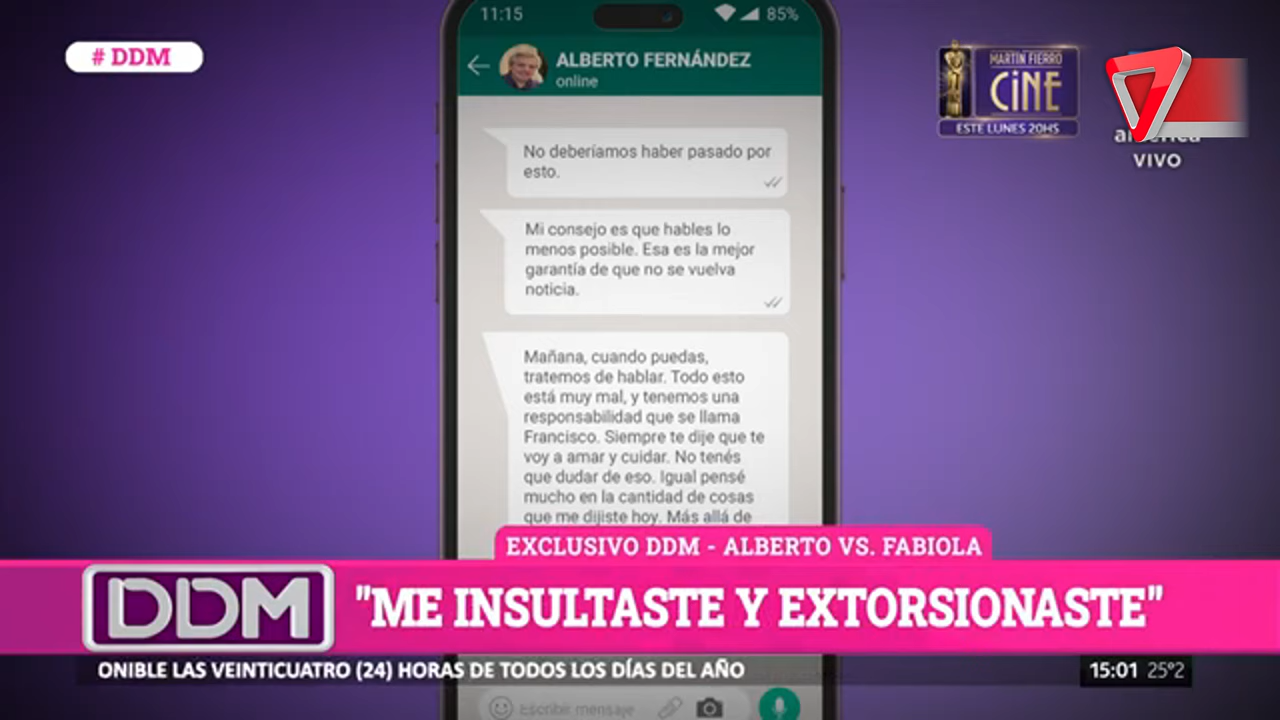 11:15
85%
# DDM
ALBERTO FERNÁNDEZ
online
MARTÍN FIERRO
CiNE
ESTE LUNES 20HS
VIVO
No deberíamos haber pasado por
esto.
Mi consejo es que hables lo
menos posible. Esa es la mejor
garantía de que no se vuelva
noticia.
Mañana, cuando puedas,
tratemos de hablar. Todo esto
está muy mal, y tenemos una
responsabilidad que se llama
Francisco. Siempre te dije que te
voy a amar y cuidar. No tenés
que dudar de eso. Igual pensé
mucho en la cantidad de cosas
que me dijiste hoy. Más allá de
EXCLUSIVO DDM - ALBERTO VS. FABIOLA
DDM
"ME INSULTASTE Y EXTORSIONASTE"
ONIBLE LAS VEINTICUATRO (24) HORAS DE TODOS LOS DÍAS DEL AÑO
15:01 25°2
Escribir mensaje